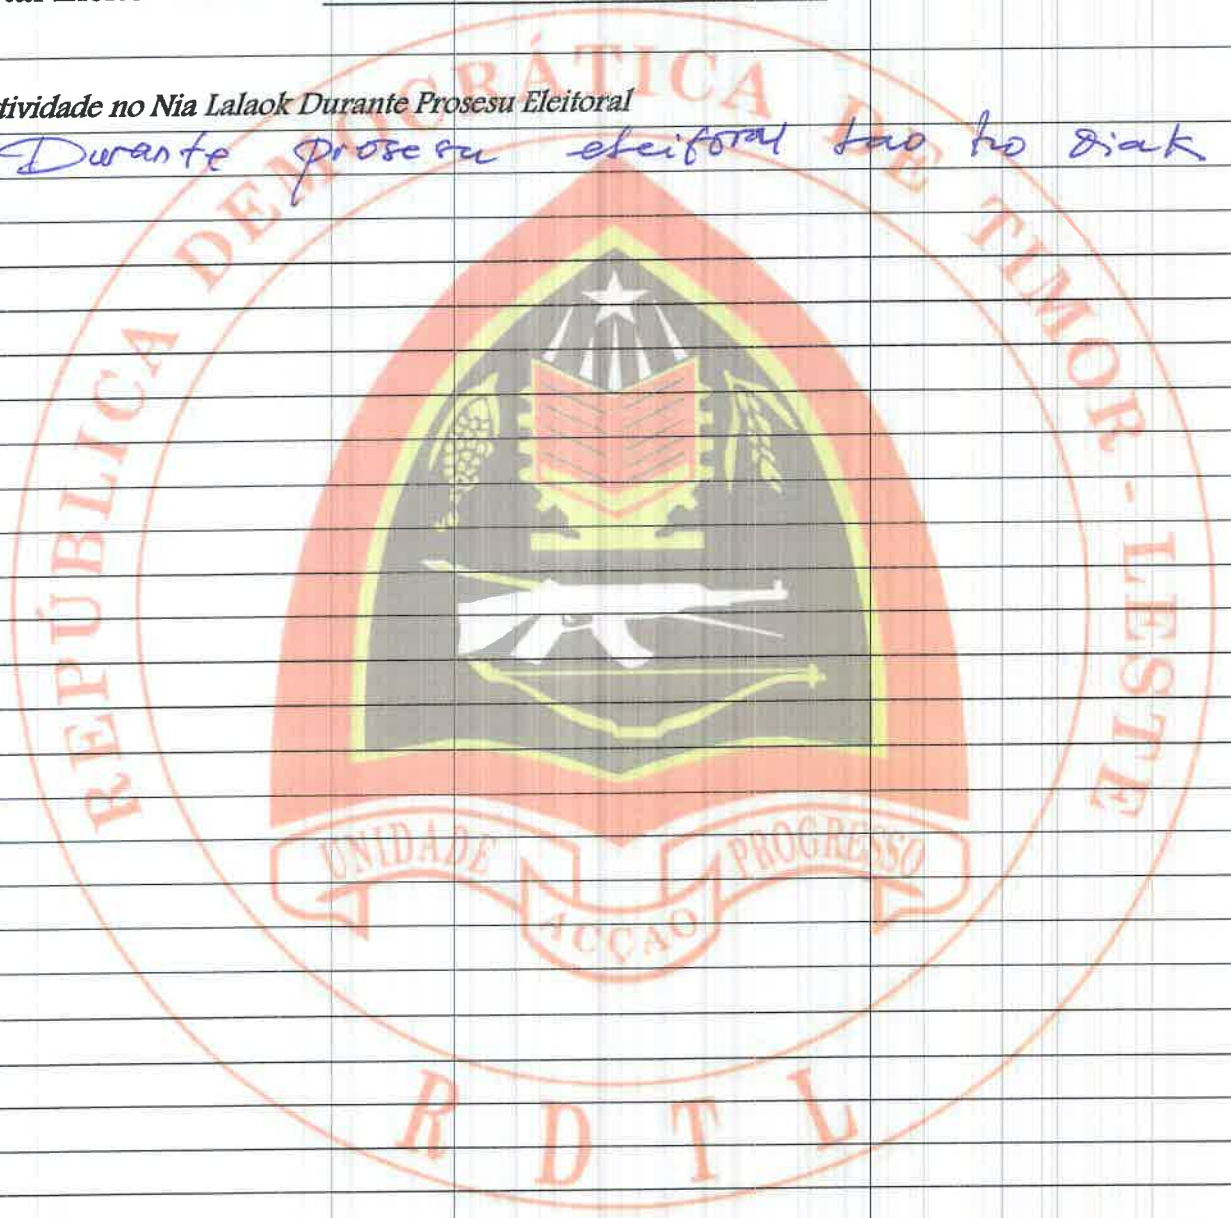 tividade no Nia Lalaok Durante Prosesu Eleitoral
Durante prosesu eleitoral lao ho diak
REPÚBLICA DEMOCRÁTICA DE TIMOR-LESTE
UNIDADE ACÇÃO PROGRESSO
RDTL